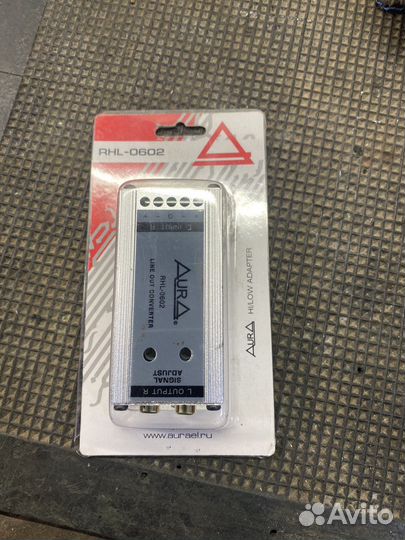 RHL-0602
+ - G - +
L INPUT R
AURA
RHL-0602
LINE OUT CONVERTER
SIGNAL
ADJUST
L OUTPUT R
AURA HI/LOW ADAPTER
www.aurael.ru
Avito